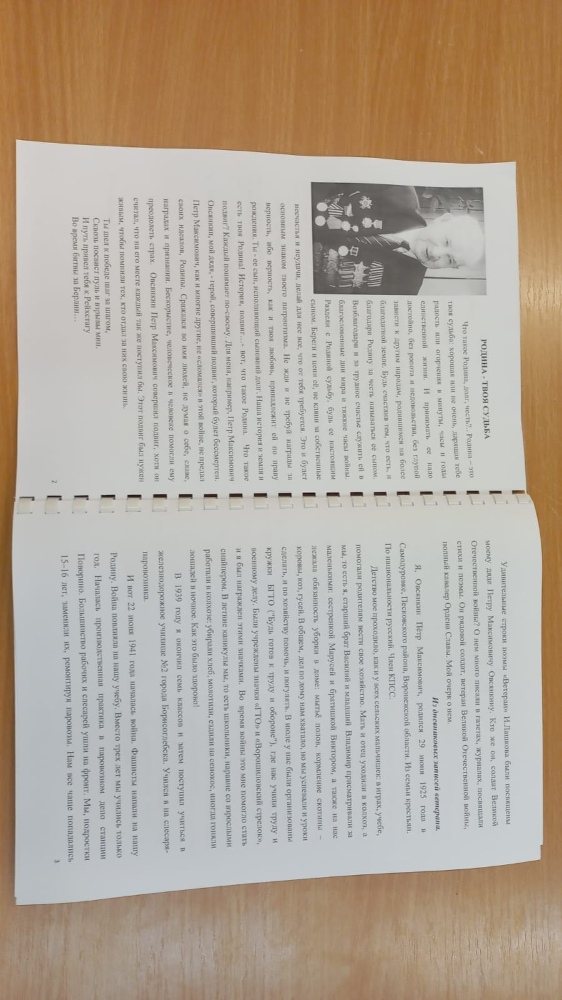 РОДИНА - ТВОЯ СУДЬБА
Что такое Родина, долг, честь?.. Родина – это
твоя судьба: хорошая или не очень, дарящая тебе
радость или огорчения в минуты, часы и годы
единственной жизни. И принимать ее надо
достойно, без ропота и недовольства, без глупой
зависти к другим народам, родившимся на более
благодатной земле. Будь счастлив тем, что есть, и
благодари Родину за честь называться ее сыном.
Возблагодари и за трудное счастье служить ей в
благословенные дни мира и тяжкие часы войны.
Раздели с Родиной судьбу, будь ее настоящим
сыном. Береги и цени её, не кляни за собственные
несчастья и неудачи, делай для нее все, что от тебя требуется. Это и будет
основным знаком твоего патриотизма. Не жди и не требуй награды за
верность, ибо верность, как и твоя любовь, принадлежит ей по праву
рождения. Ты - ее сын, исполняющий сыновний долг. Наша история и земля и
есть твоя Родина! История, подвиг…- вот, что такое Родина. Что такое
подвиг? Каждый понимает по-своему. Для меня, например, Петр Максимович
Овсянкин, мой дядя, - герой, совершивший подвиг, который будет бессмертен.
Петр Максимович, как и многие другие, не «сломался» в этой войне, не предал
своих идеалов, Родины. Сражался во имя людей, не думая о себе, славе,
наградах и признании. Бескорыстие, человеческое в человеке помогли ему
преодолеть страх. Овсянкин Петр Максимович совершил подвиг, хотя он
считал, что на его месте каждый так же поступил бы. Этот подвиг был нужен
живым, чтобы помнили тех, кто отдал за них свою жизнь.
Ты шел к победе шаг за шагом,
Сквозь посвист пуль и взрывы мин.
И путь привел тебя к Рейхстагу
Во время битвы за Берлин…
2
Удивительные строки поэмы «Ветеран» И.Лашкова были посвящены
моему дяде Петру Максимовичу Овсянкину. Кто же он, солдат Великой
Отечественной войны? О нем много писали в газетах, журналах, посвящали
стихи и поэмы. Он рядовой солдат, ветеран Великой Отечественной войны,
полный кавалер Ордена Славы. Мой очерк о нем.
Из дневниковых записей ветерана.
Я, Овсянкин Пётр Максимович, родился 29 июня 1925 года в
Самодуровке, Песковского района, Воронежской области. Из семьи крестьян.
По национальности русский. Член КПСС.
Детство мое проходило, как и у всех сельских мальчишек: в играх, учебе,
помогали родителям вести свое хозяйство. Мать и отец уходили в колхоз, а
мы, то есть я, старший брат Василий и младший Владимир присматривали за
маленькими: сестренкой Марусей и братишкой Виктором, а также на нас
лежала обязанность уборки в доме: мытьё полов, кормление скотины –
коровы, коз, гусей. В общем, дел по дому нам хватало, но мы успевали и уроки
сделать, и по хозяйству помочь, и погулять. В июле у нас были организованы
кружки БГТО ("Будь готов к труду и обороне"), где нас учили труду и
военному делу. Были учреждены значки «ГТО» и «Ворошиловский стрелок»,
и я был награжден этими значками. Во время войны это мне помогло стать
снайпером. В летние каникулы мы, то есть школьники, наравне со взрослыми
работали в колхозе: убирали хлеб, молотили, ездили на сенокос, иногда гоняли
лошадей в ночное. Как это было здорово!
В 1939 году я окончил семь классов и затем поступил учиться в
железнодорожное училище №2 города Борисоглебска. Учился я на слесаря-
паровозника.
И вот 22 июня 1941 года началась война. Фашисты напали на нашу
Родину. Война повлияла на нашу учебу. Вместо трех лет мы учились только
год. Началась производственная практика в паровозном депо станции
Поворино. Большинство рабочих и слесарей ушли на фронт. Мы, подростки
15–16 лет, заменяли их, ремонтируя паровозы. Нам все чаще попадались
3